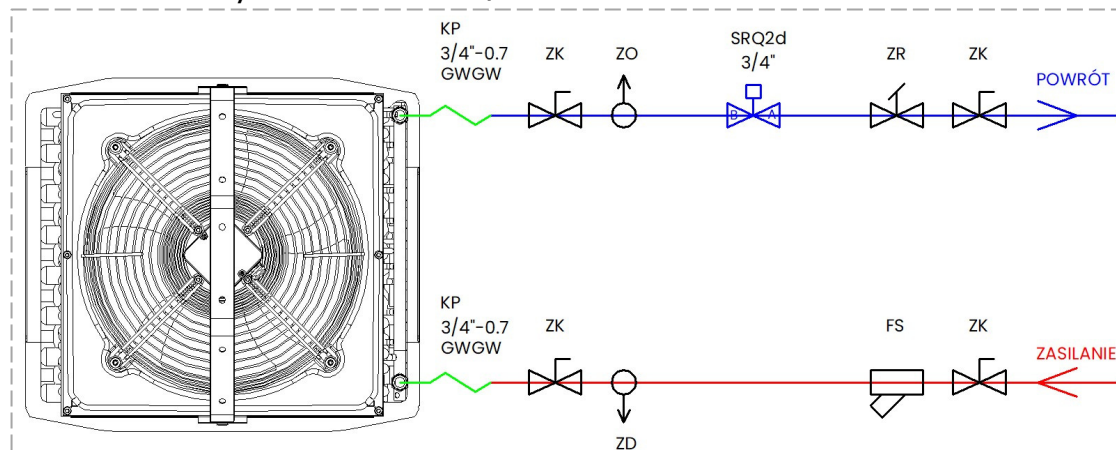 KP
3/4"-0.7
GWGW
ZK
ZO
SRQ2d
3/4"
ZR
ZK
POWRÓT
B
A
KP
3/4"-0.7
GWGW
ZK
ZD
FS
ZK
ZASILANIE